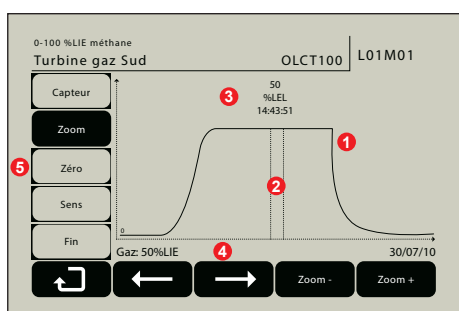 0-100 %LIE méthane
Turbine gaz Sud
OLCT100
L01M01
Capteur
Zoom
Zéro
Sens
Fin
50
%LEL
14:43:51
3
1
2
5
4
0
Gaz: 50%LIE
30/07/10
Zoom -
Zoom +